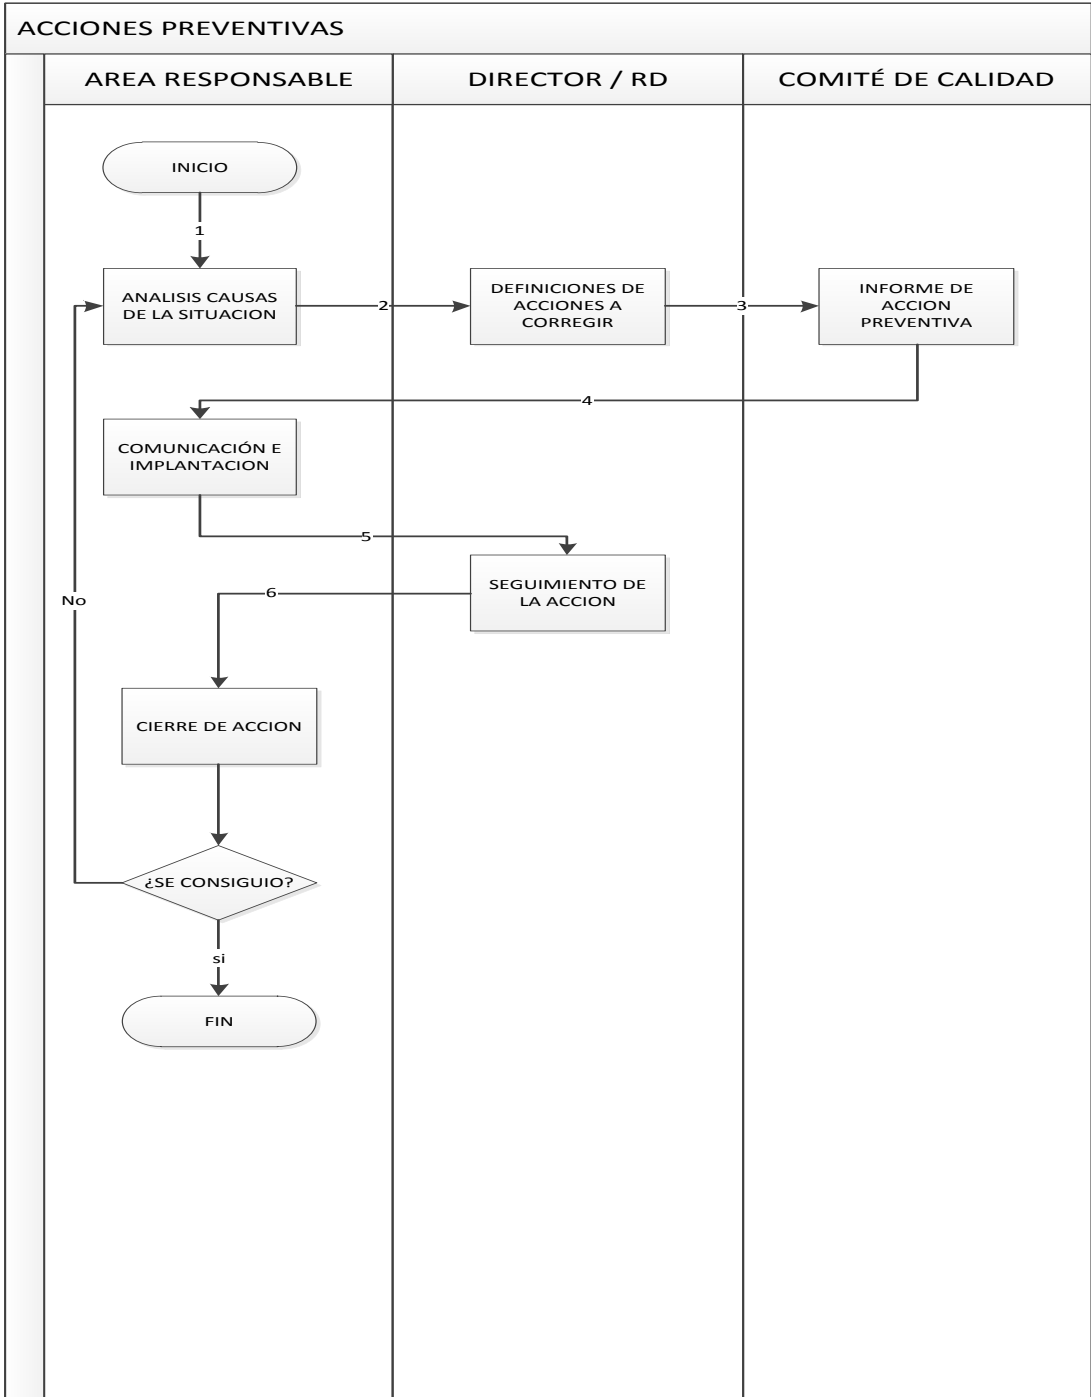 ACCIONES PREVENTIVAS
AREA RESPONSABLE
DIRECTOR / RD
COMITÉ DE CALIDAD
INICIO
1
ANALISIS CAUSAS
DE LA SITUACION
2
DEFINICIONES DE
ACCIONES A
CORREGIR
3
INFORME DE
ACCION
PREVENTIVA
4
COMUNICACIÓN E
IMPLANTACION
5
SEGUIMIENTO DE
LA ACCION
6
No
CIERRE DE ACCION
¿SE CONSIGUIO?
si
FIN